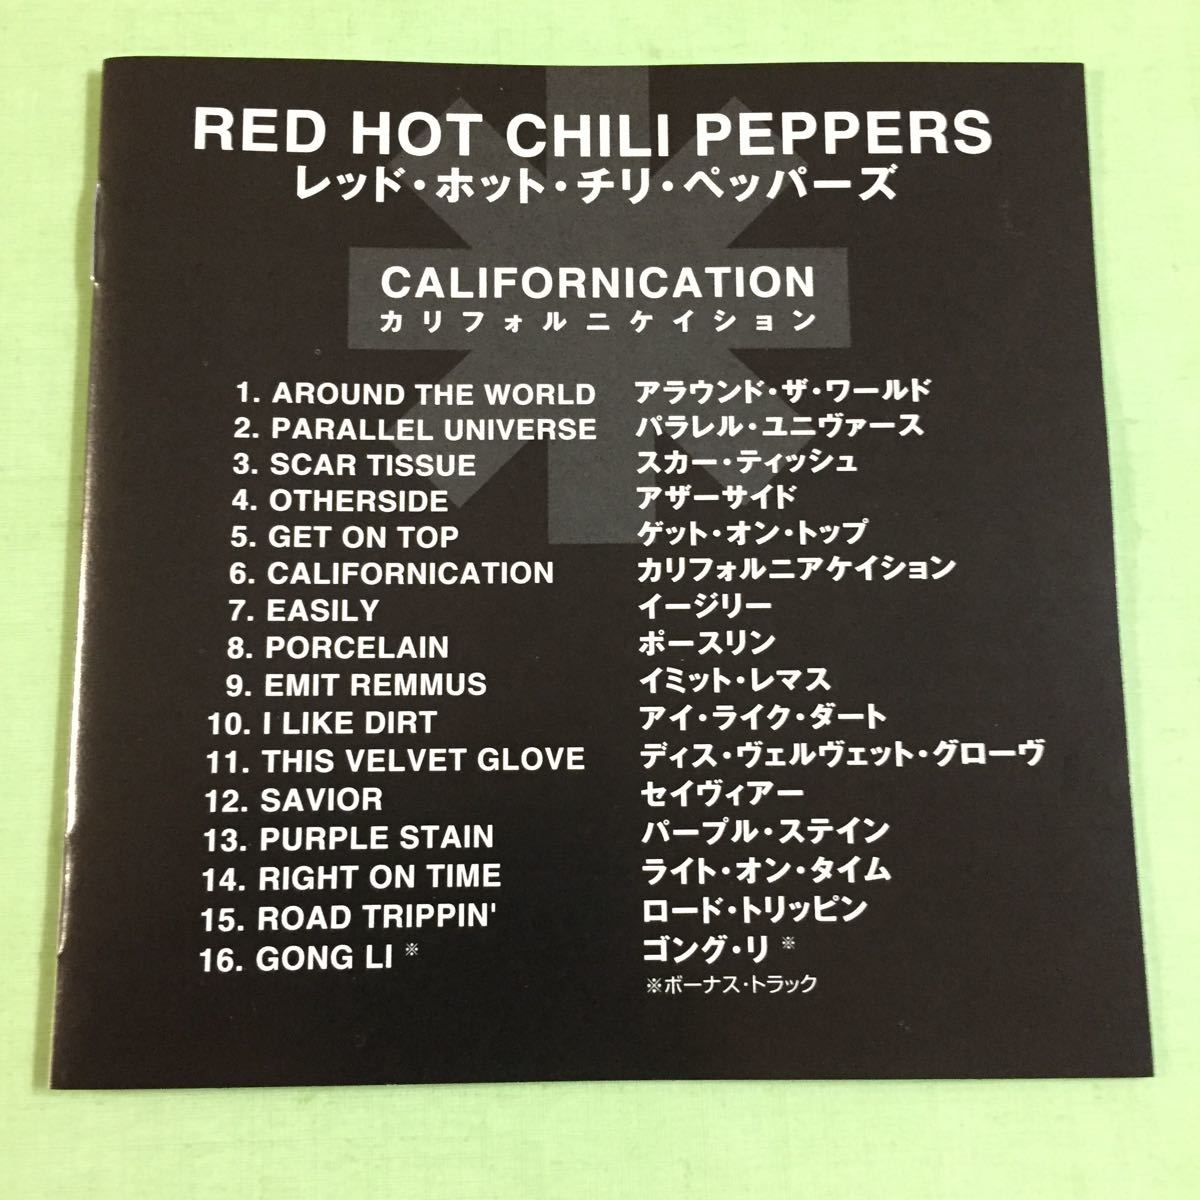 RED HOT CHILI PEPPERS
レッド・ホット・チリ・ペッパーズ
CALIFORNICATION
カリフォルニケイション
1. AROUND THE WORLD アラウンド・ザ・ワールド
2. PARALLEL UNIVERSE パラレル・ユニヴァース
3. SCAR TISSUE スカー・ティッシュ
4. OTHERSIDE アザーサイド
5. GET ON TOP ゲット・オン・トップ
6. CALIFORNICATION カリフォルニアケイション
7. EASILY イージリー
8. PORCELAIN ポースリン
9. EMIT REMMUS イミット・レマス
10. I LIKE DIRT アイ・ライク・ダート
11. THIS VELVET GLOVE ディス・ヴェルヴェット・グローヴ
12. SAVIOR セイヴィアー
13. PURPLE STAIN パープル・ステイン
14. RIGHT ON TIME ライト・オン・タイム
15. ROAD TRIPPIN' ロード・トリッピン
16. GONG LI ※ ゴング・リ ※
※ボーナス・トラック